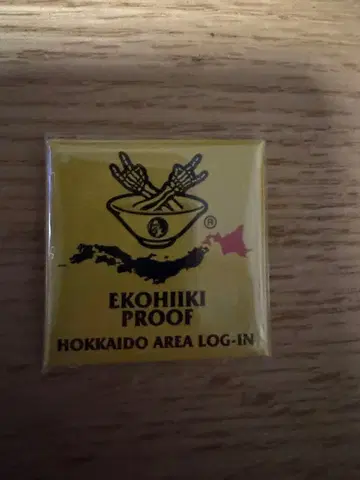 ®
EKOHIIKI
PROOF
HOKKAIDO AREA LOG-IN